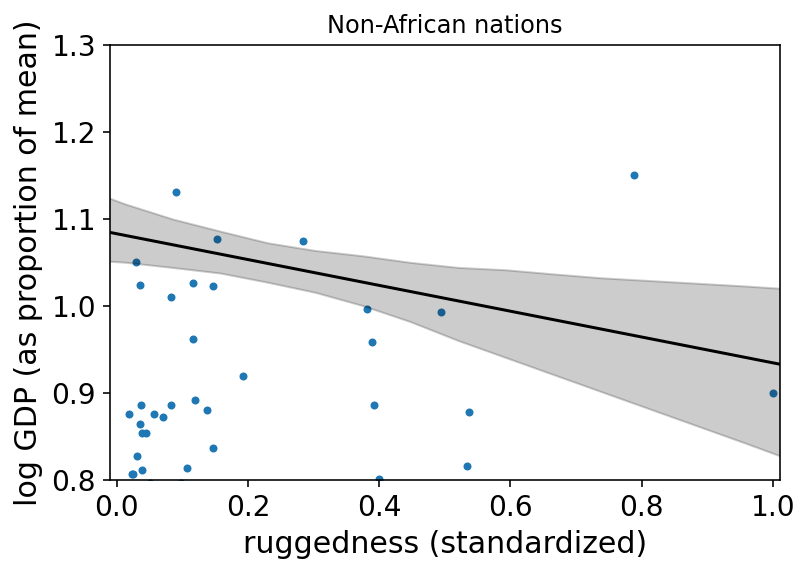 Non-African nations
log GDP (as proportion of mean)
1.3
1.2
1.1
1.0
0.9
0.8
0.0 0.2 0.4 0.6 0.8 1.0
ruggedness (standardized)